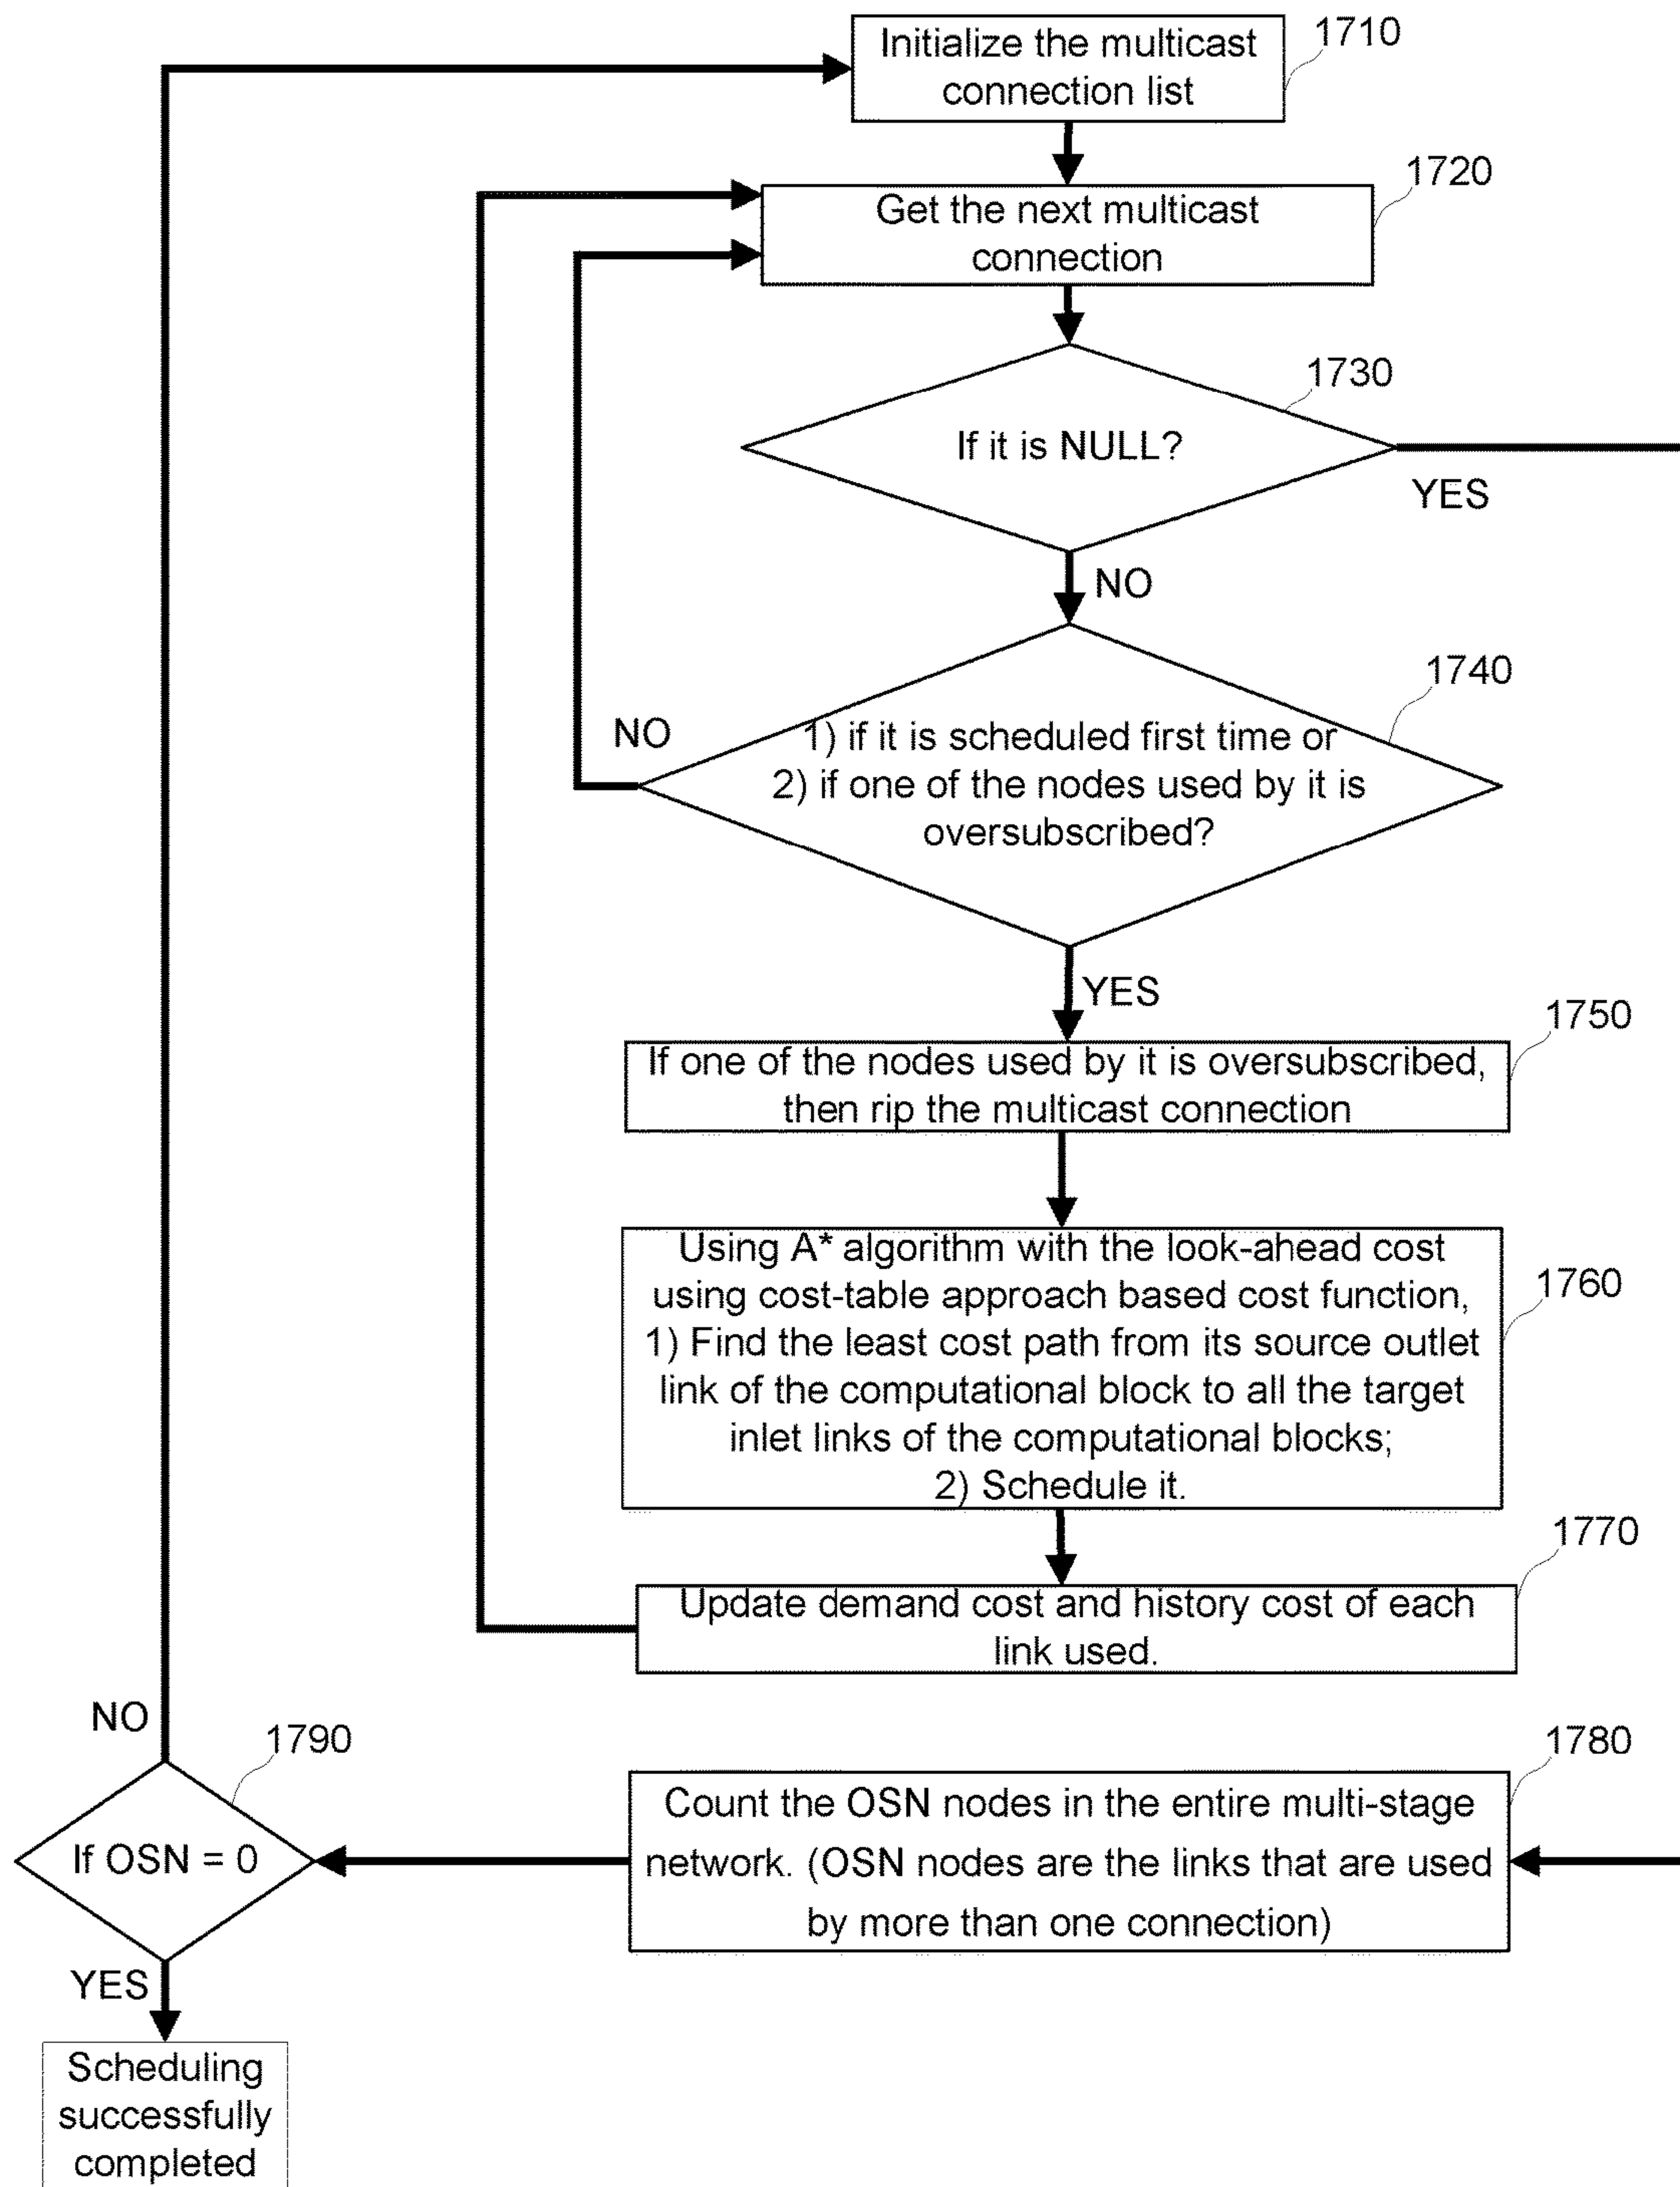 Initialize the multicast
connection list
1710
Get the next multicast
connection
1720
If it is NULL?
1730
YES
NO
1) if it is scheduled first time or
2) if one of the nodes used by it is
oversubscribed?
1740
NO
YES
If one of the nodes used by it is oversubscribed,
then rip the multicast connection
1750
Using A* algorithm with the look-ahead cost
using cost-table approach based cost function,
1) Find the least cost path from its source outlet
link of the computational block to all the target
inlet links of the computational blocks;
2) Schedule it.
1760
Update demand cost and history cost of each
link used.
1770
Count the OSN nodes in the entire multi-stage
network. (OSN nodes are the links that are used
by more than one connection)
1780
NO
1790
If OSN = 0
YES
Scheduling
successfully
completed